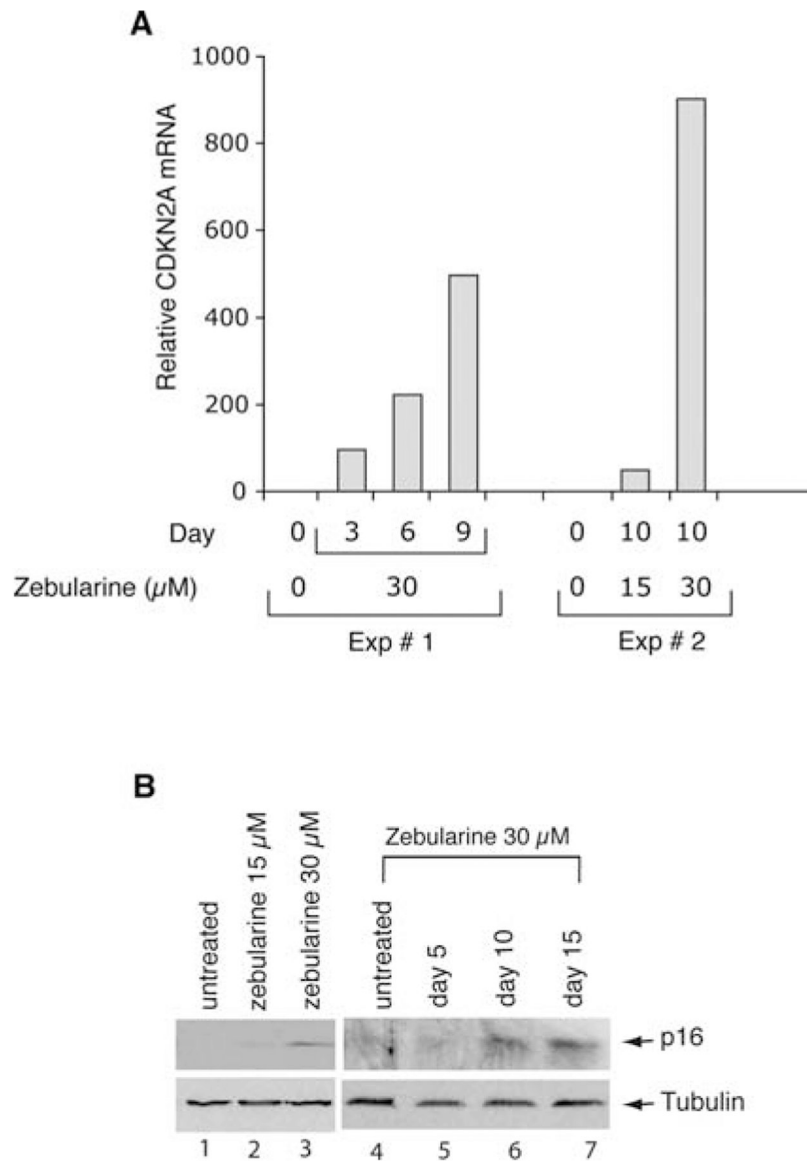 A
Relative CDKN2A mRNA
1000
800
600
400
200
0
Day 0 3 6 9 0 10 10
Zebularine (µM) 0 30 0 15 30
Exp # 1 Exp # 2
B
untreated
zebularine 15 µM
zebularine 30 µM
Zebularine 30 µM
untreated
day 5
day 10
day 15
p16
Tubulin
1 2 3 4 5 6 7